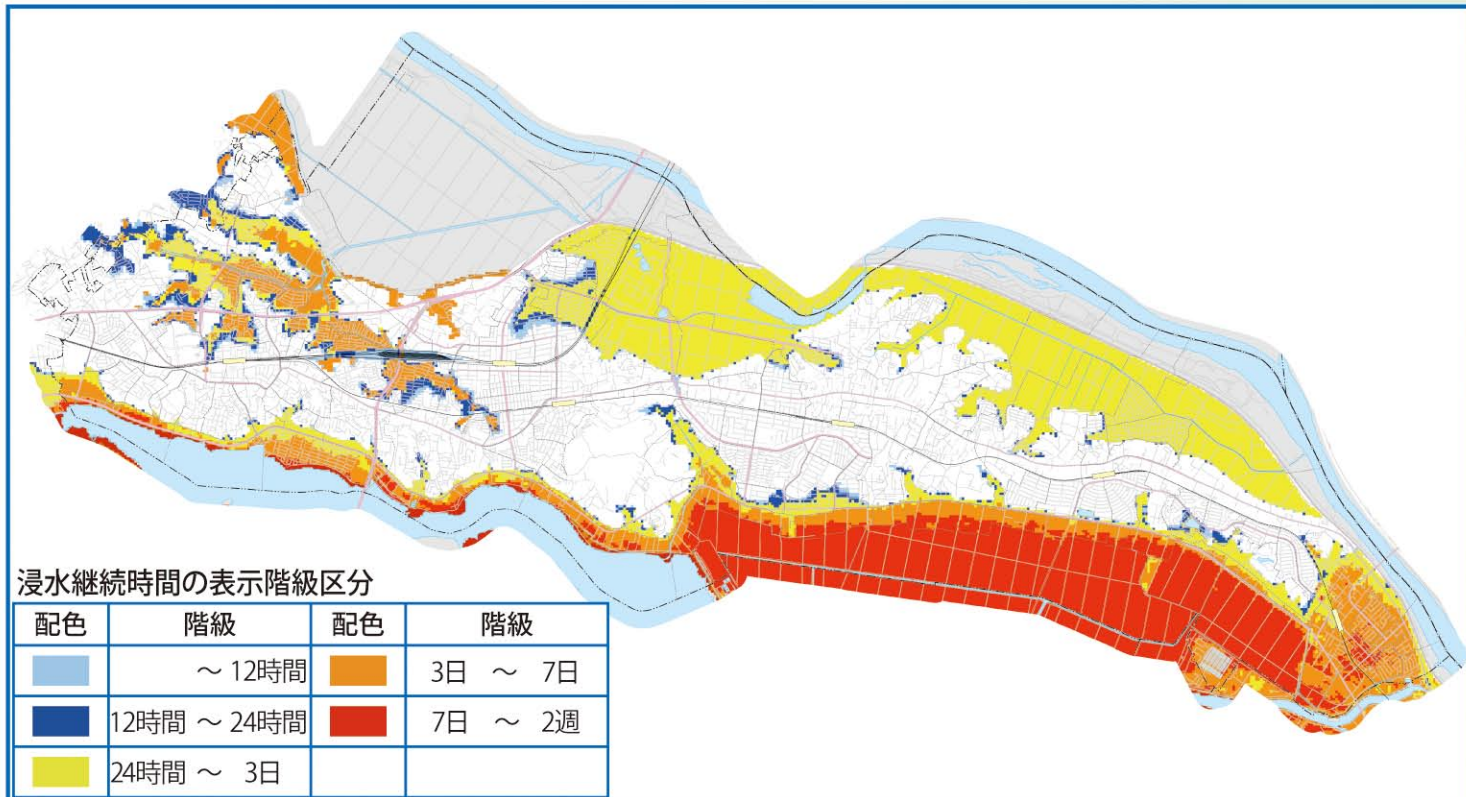 浸水継続時間の表示階級区分
配色 階級 配色 階級
～ 12時間 3日 ～ 7日
12時間 ～ 24時間 7日 ～ 2週
24時間 ～ 3日